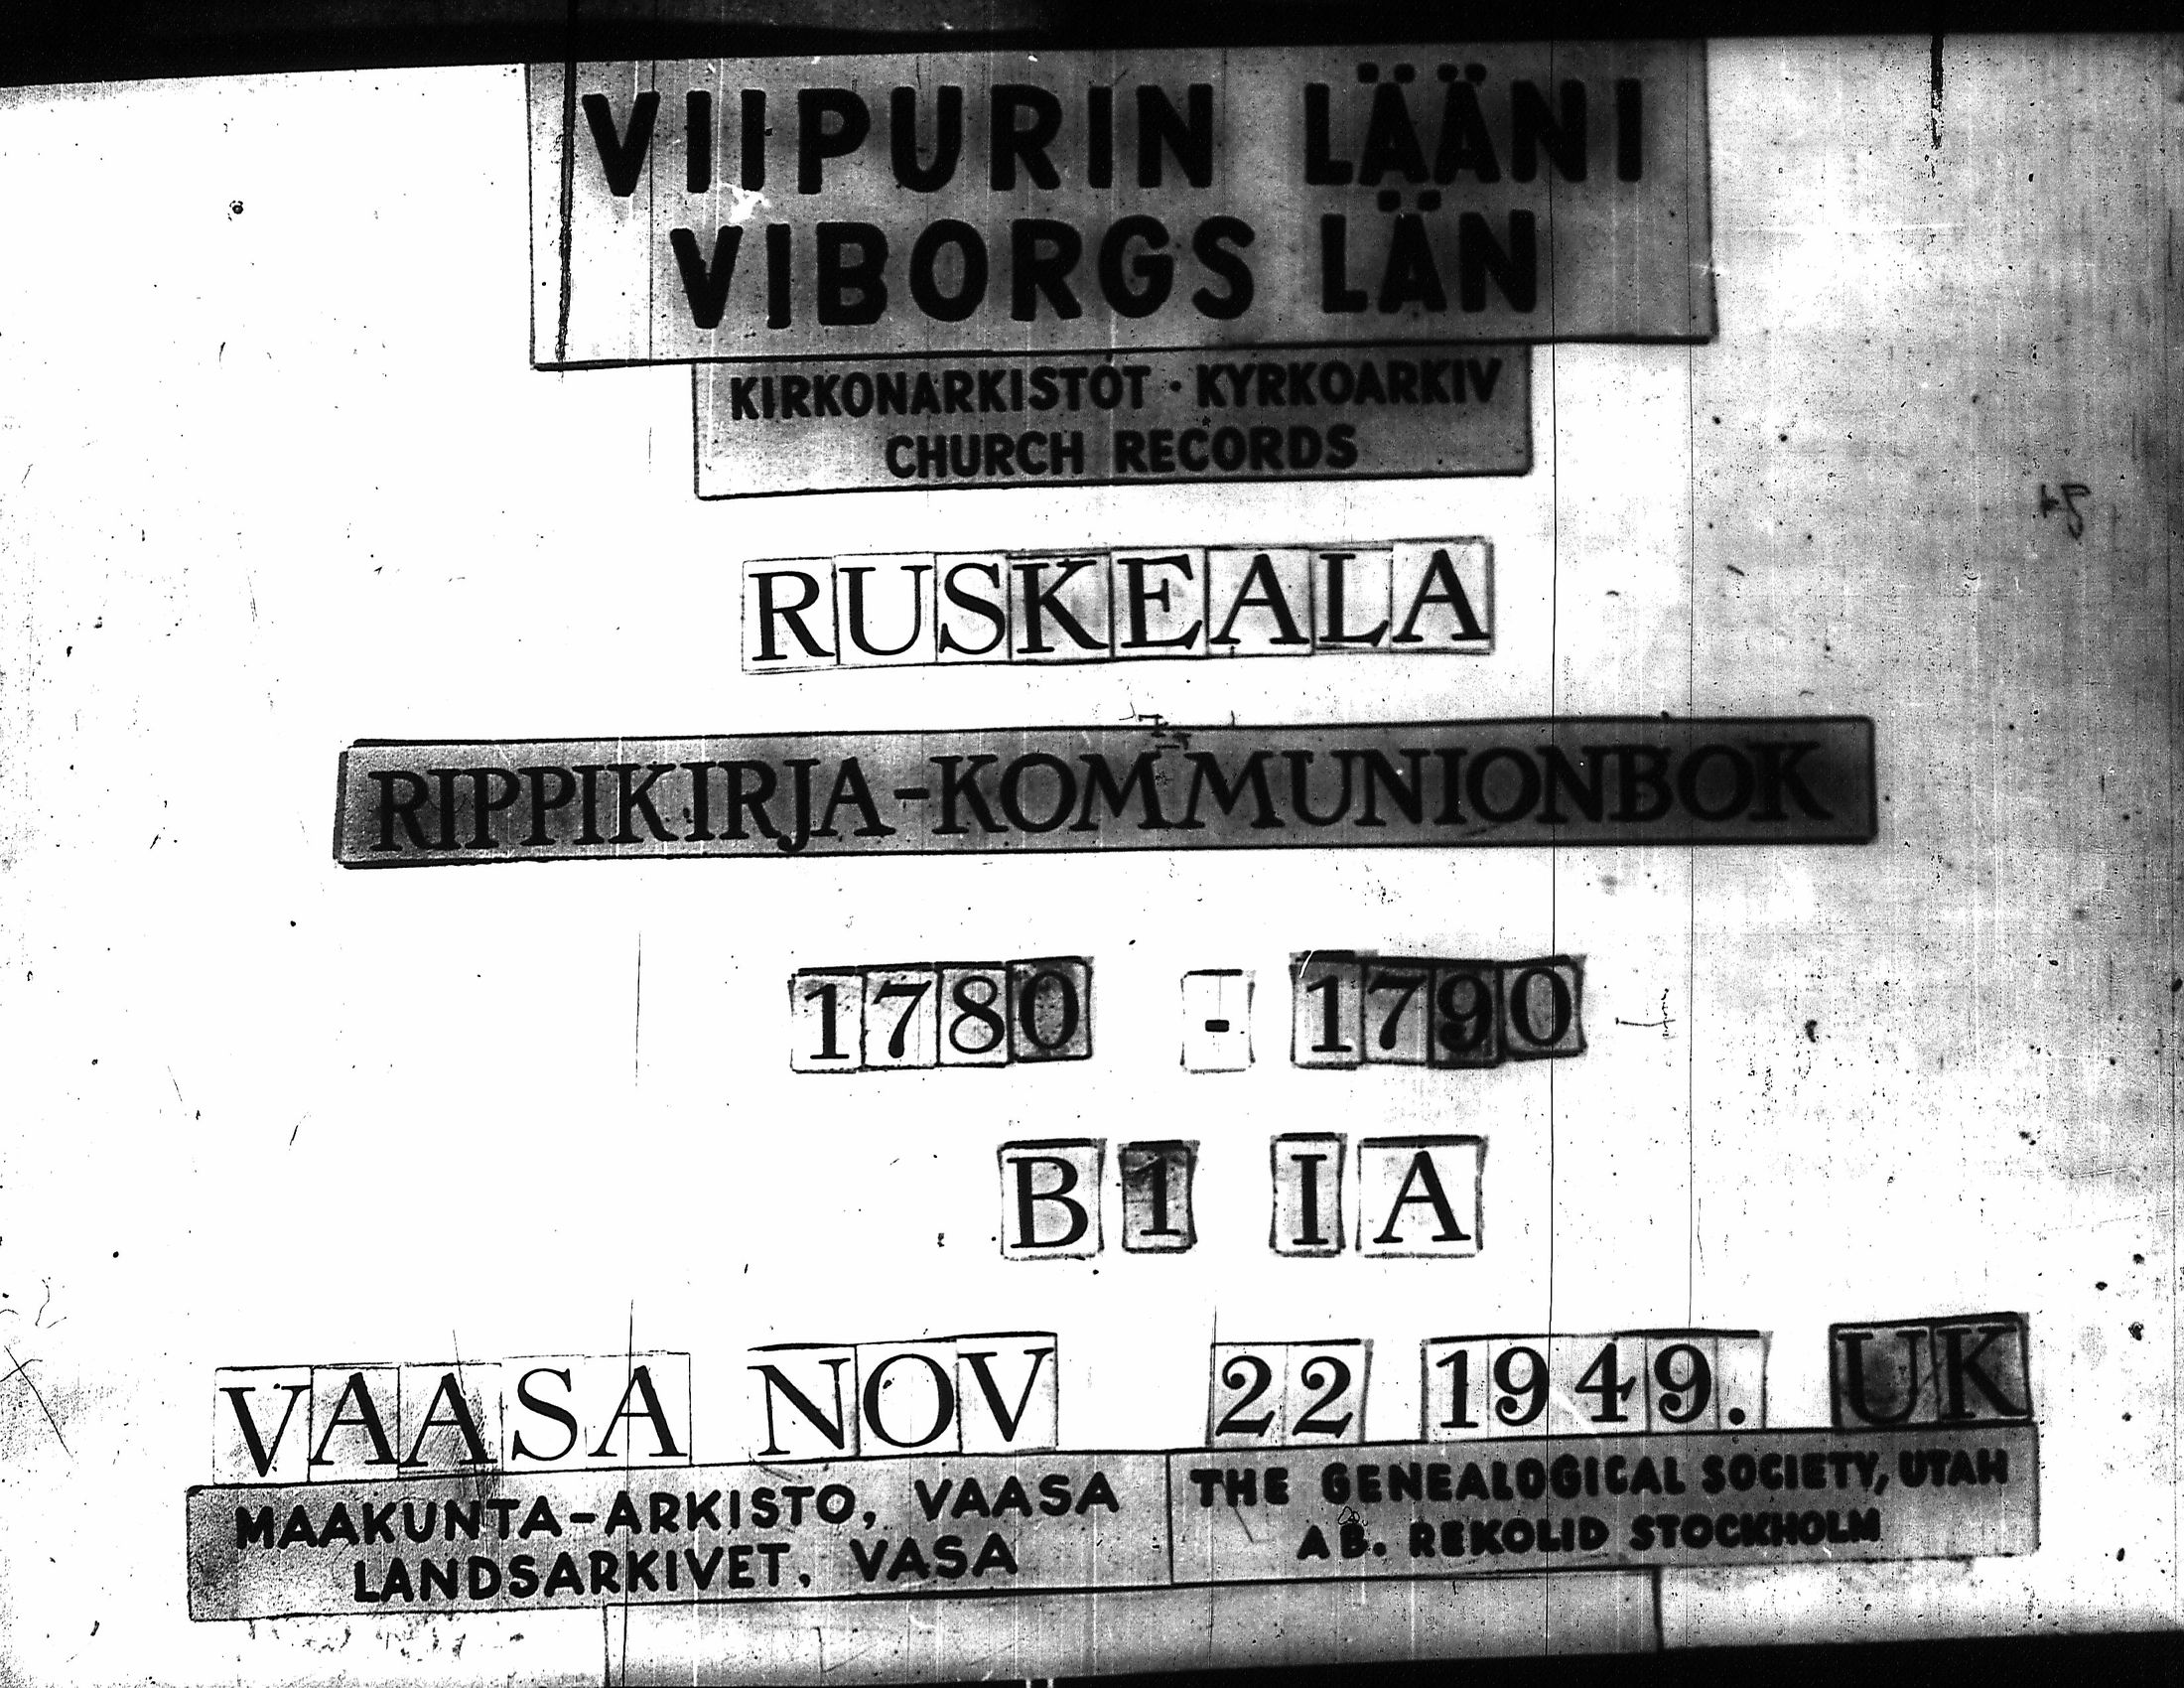 VIIPURIN LÄÄNI
VIBORGS LÄN
KIRKONARKISTOT · KYRKOARKIV
CHURCH RECORDS
RUSKEALA
RIPPIKIRJA-KOMMUNIONBOK
1780 - 1790
B1 IA
VAASA NOV 22 1949. UK
MAAKUNTA-ARKISTO, VAASA
LANDSARKIVET, VASA
THE GENEALOGICAL SOCIETY, UTAH
AB. REKOLID STOCKHOLM